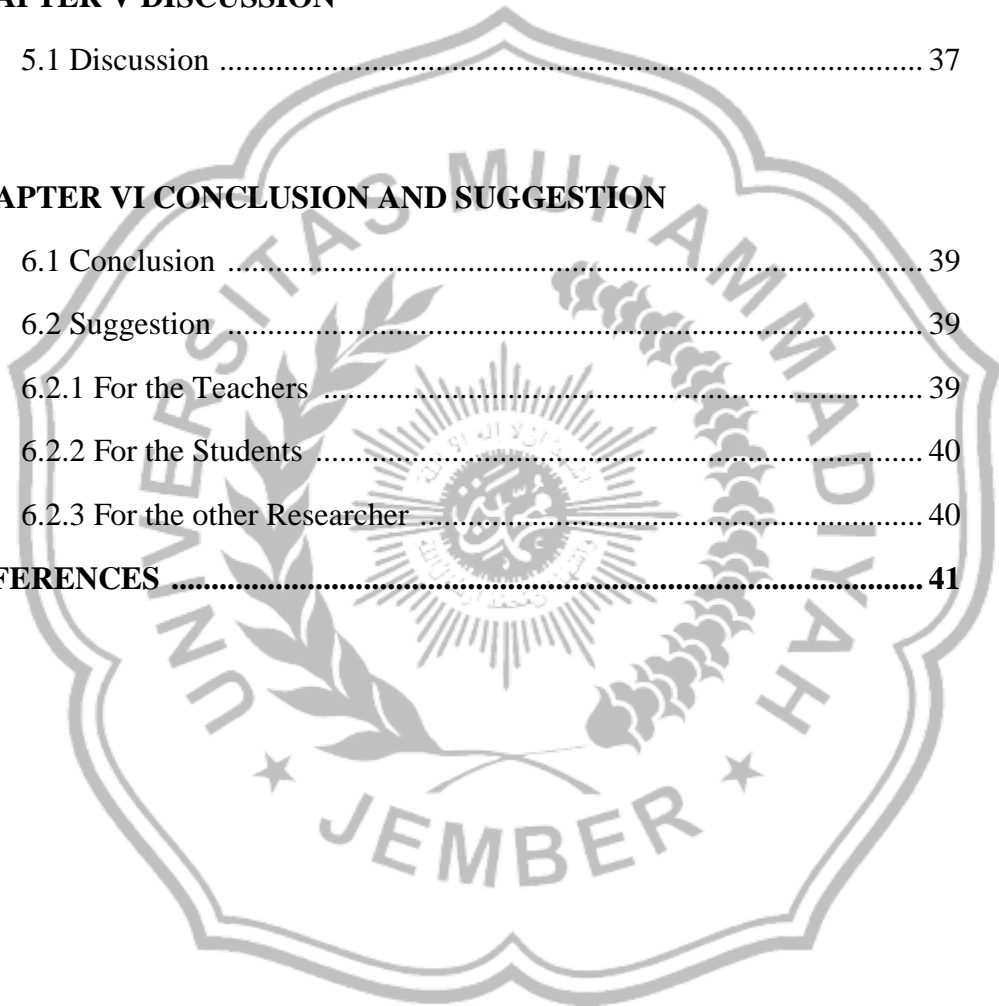 APTER V DISCUSSION
5.1 Discussion ........................................................................................ 37
APTER VI CONCLUSION AND SUGGESTION
6.1 Conclusion ....................................................................................... 39
6.2 Suggestion ....................................................................................... 39
6.2.1 For the Teachers ........................................................................... 39
6.2.2 For the Students ............................................................................ 40
6.2.3 For the other Researcher ............................................................... 40
FERENCES .............................................................................................. 41
UNIVERSITAS MUHAMMADIYAH
JEMBER